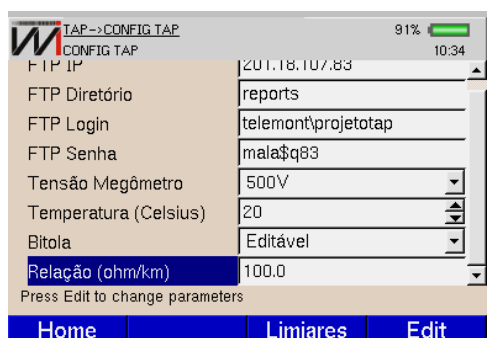 TAP->CONFIG TAP
91%
CONFIG TAP
10:34
FTP IP 201.18.107.83
FTP Diretório reports
FTP Login telemont\projetotap
FTP Senha mala$q83
Tensão Megômetro 500V
Temperatura (Celsius) 20
Bitola Editável
Relação (ohm/km) 100.0
Press Edit to change parameters
Home Limiares Edit